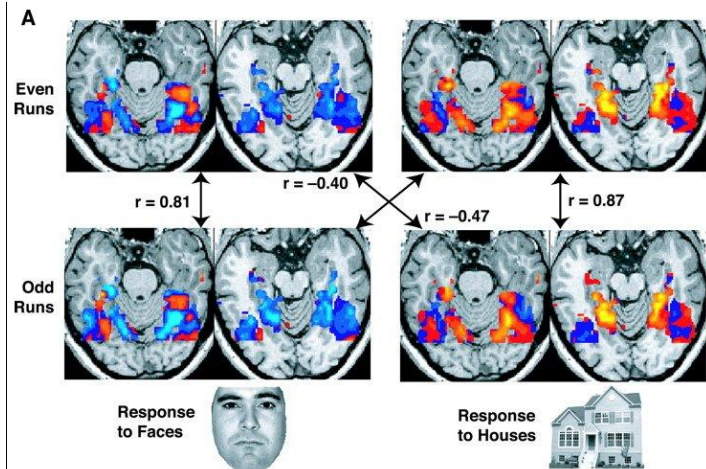 A
Even
Runs
r = 0.81
r = –0.40
r = –0.47
r = 0.87
Odd
Runs
Response
to Faces
Response
to Houses